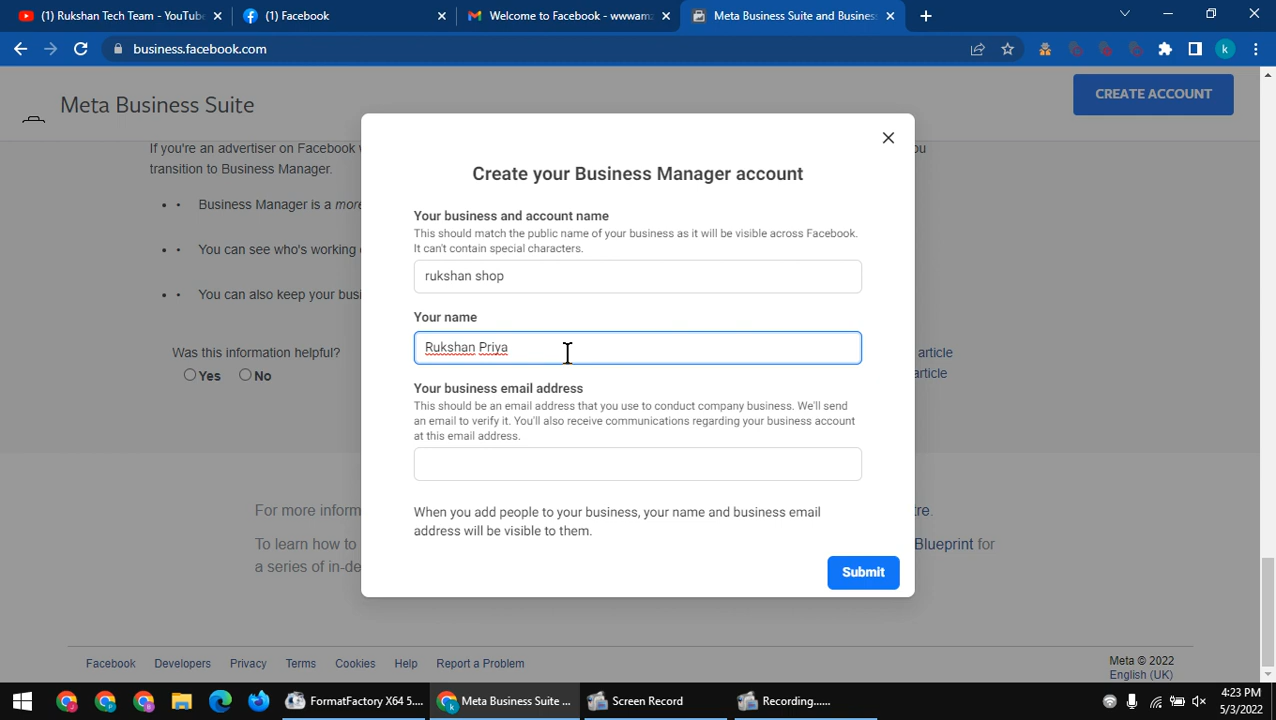 (1) Rukshan Tech Team - YouTube
(1) Facebook
Welcome to Facebook - wwwam
Meta Business Suite and Busines
business.facebook.com
k
Meta Business Suite
CREATE ACCOUNT
If you're an advertiser on Facebook
ou
transition to Business Manager.
• • Business Manager is a more
• • You can see who's working
• • You can also keep your busi
Was this information helpful?
Yes
No
article
article
For more inform
tre.
To learn how to
Blueprint for
a series of in-de
Create your Business Manager account
Your business and account name
This should match the public name of your business as it will be visible across Facebook.
It can't contain special characters.
rukshan shop
Your name
Rukshan Priya
Your business email address
This should be an email address that you use to conduct company business. We'll send
an email to verify it. You'll also receive communications regarding your business account
at this email address.
When you add people to your business, your name and business email
address will be visible to them.
Submit
Facebook
Developers
Privacy
Terms
Cookies
Help
Report a Problem
Meta © 2022
English (UK)
FormatFactory X64 5....
Meta Business Suite ...
Screen Record
Recording......
4:23 PM
5/3/2022